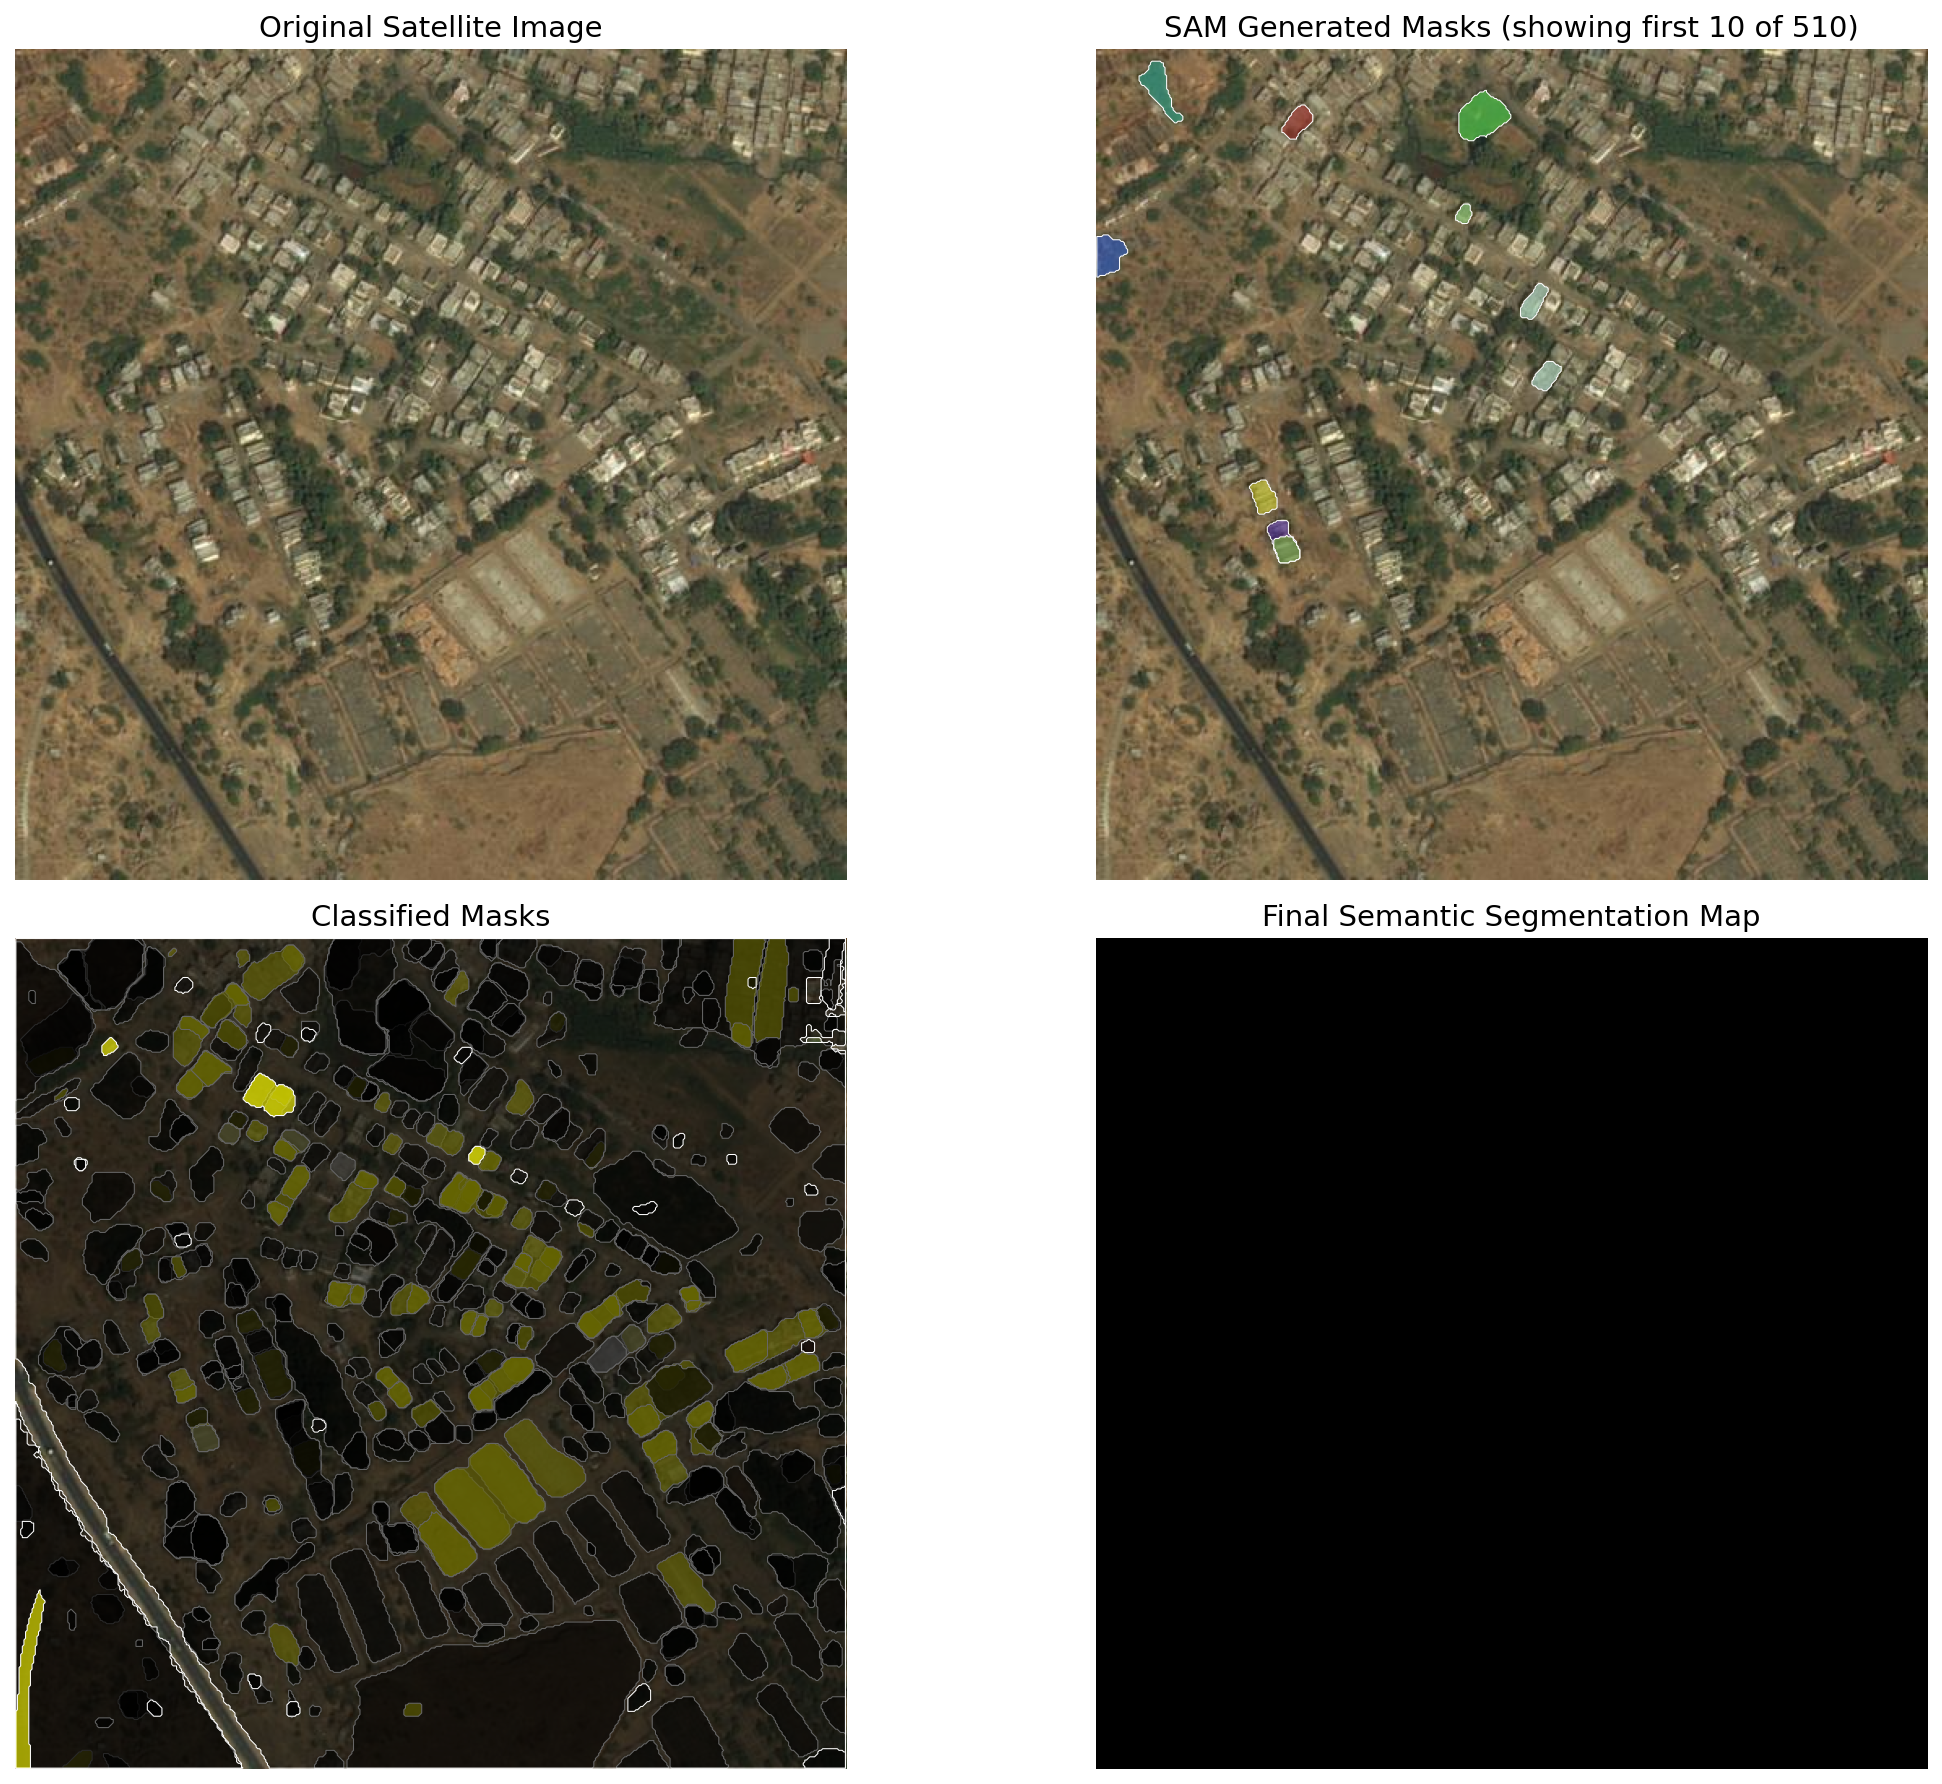 Original Satellite Image
SAM Generated Masks (showing first 10 of 510)
Classified Masks
Final Semantic Segmentation Map